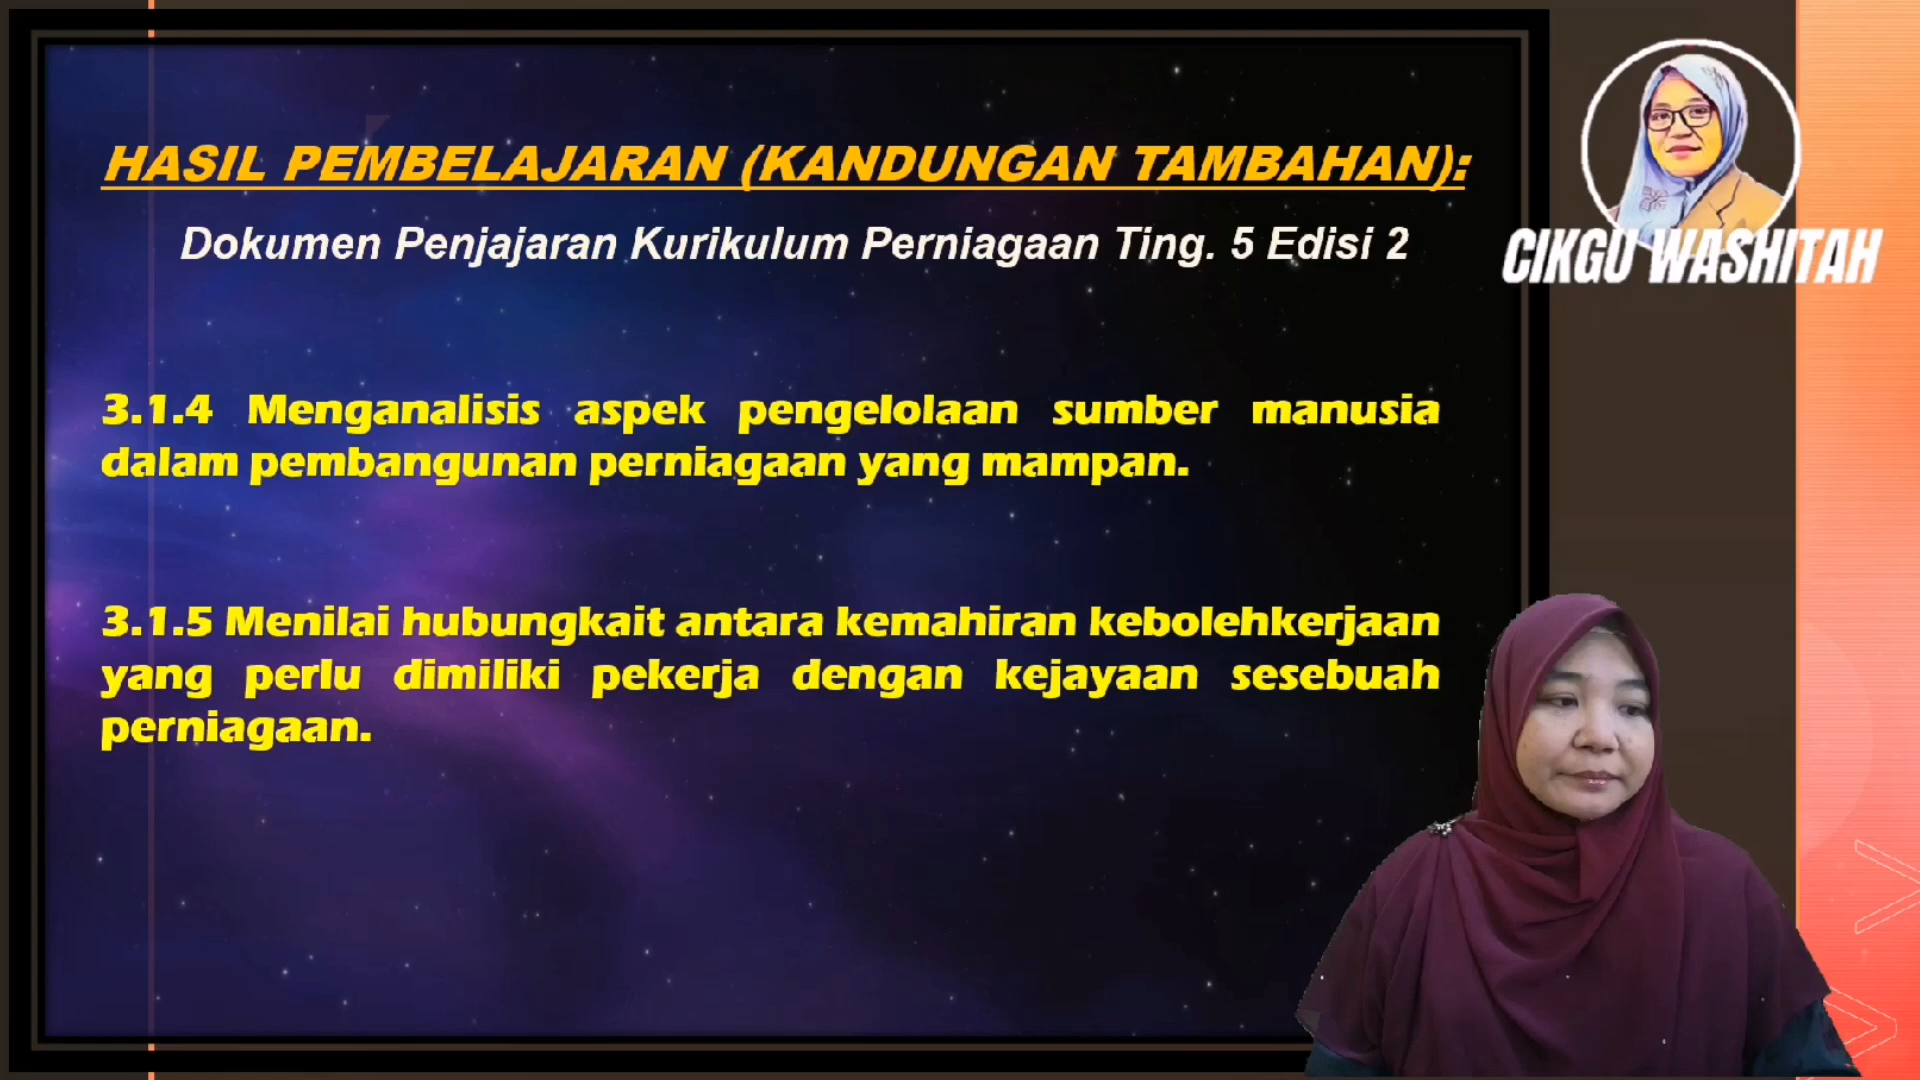 HASIL PEMBELAJARAN (KANDUNGAN TAMBAHAN):
Dokumen Penjajaran Kurikulum Perniagaan Ting. 5 Edisi 2
CIKGU WASHITAH
3.1.4 Menganalisis aspek pengelolaan sumber manusia
dalam pembangunan perniagaan yang mampan.
3.1.5 Menilai hubungkait antara kemahiran kebolehkerjaan
yang perlu dimiliki pekerja dengan kejayaan sesebuah
perniagaan.